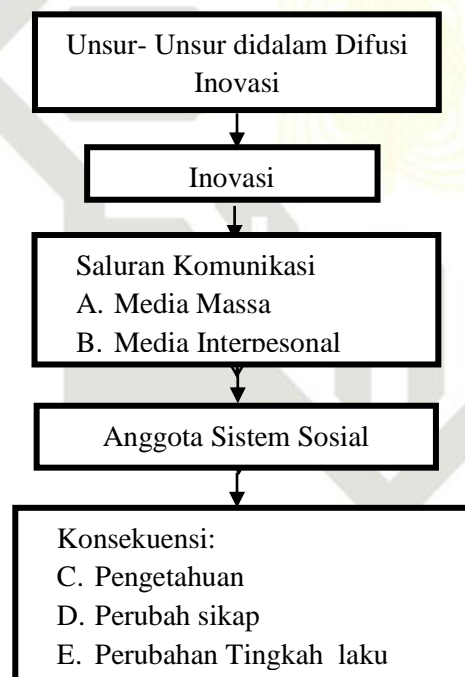 Unsur- Unsur didalam Difusi
Inovasi
Inovasi
Saluran Komunikasi
A. Media Massa
B. Media Interpesonal
Anggota Sistem Sosial
Konsekuensi:
C. Pengetahuan
D. Perubah sikap
E. Perubahan Tingkah laku